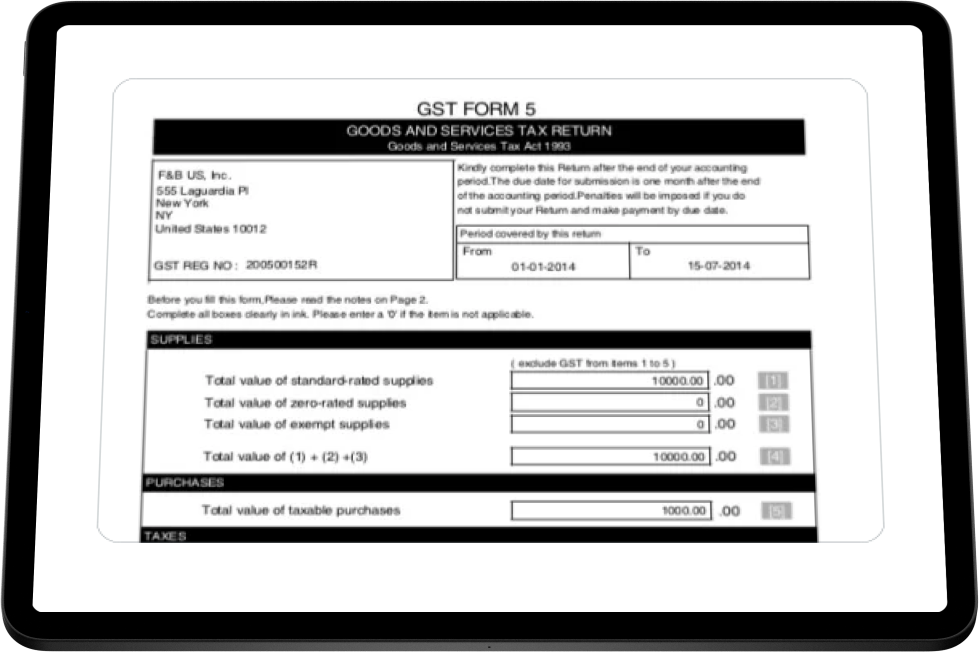 GST FORM 5
GOODS AND SERVICES TAX RETURN
Goods and Services Tax Act 1993
F&B US, Inc.
555 Laguardia Pl
New York
NY
United States 10012
GST REG NO : 200500152R
Kindly complete this Return after the end of your accounting
period.The due date for submission is one month after the end
of the accounting period.Penalties will be imposed if you do
not submit your Return and make payment by due date.
Period covered by this return
From To
01-01-2014 15-07-2014
Before you fill this form,Please read the notes on Page 2.
Complete all boxes clearly in ink. Please enter a '0' if the item is not applicable.
SUPPLIES
( exclude GST from items 1 to 5 )
Total value of standard-rated supplies 10000.00 .00 [1]
Total value of zero-rated supplies 0 .00 [2]
Total value of exempt supplies 0 .00 [3]
Total value of (1) + (2) +(3) 10000.00 .00 [4]
PURCHASES
Total value of taxable purchases 1000.00 .00 [5]
TAXES